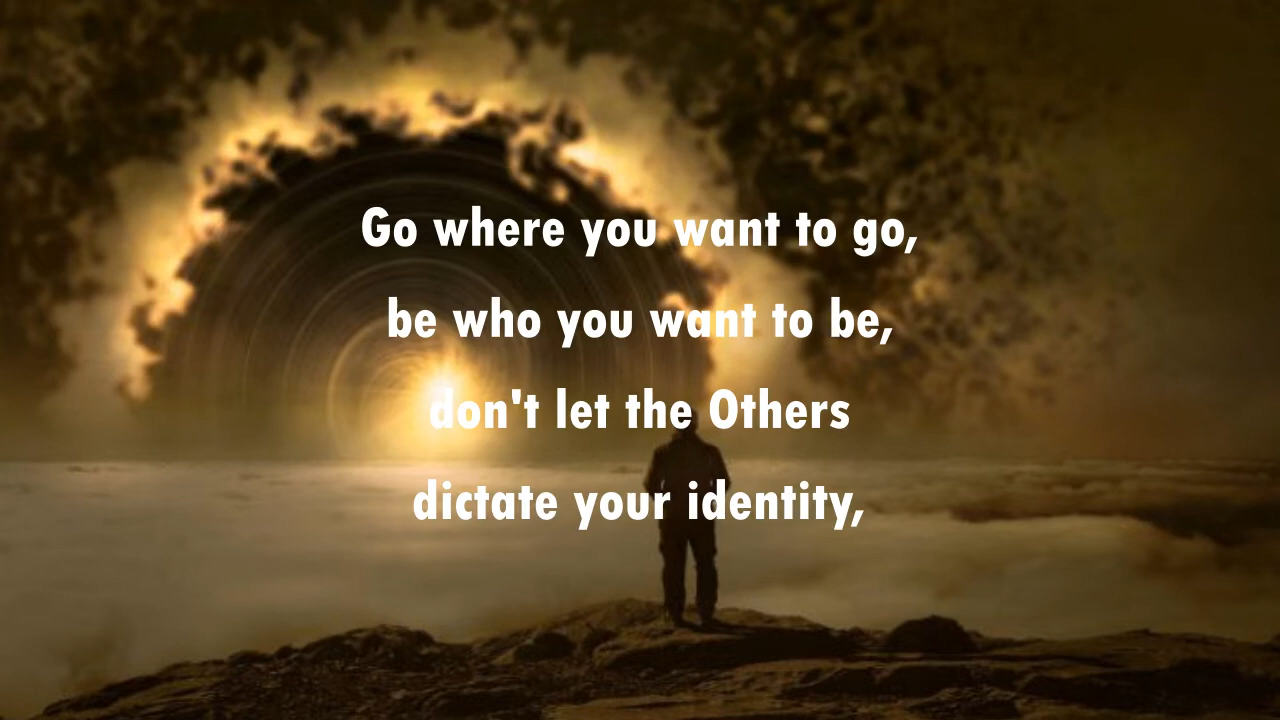 Go where you want to go,
be who you want to be,
don't let the Others
dictate your identity,